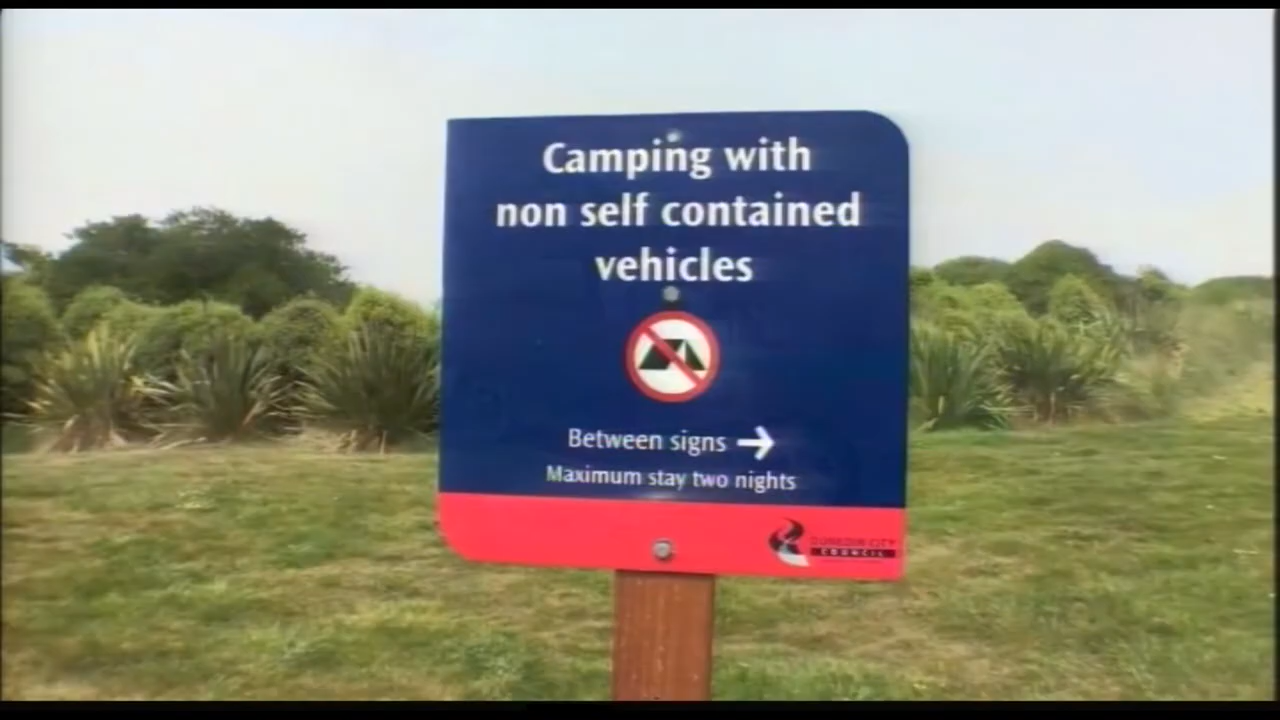 Camping with
non self contained
vehicles
Between signs →
Maximum stay two nights
DUNEDIN CITY
COUNCIL